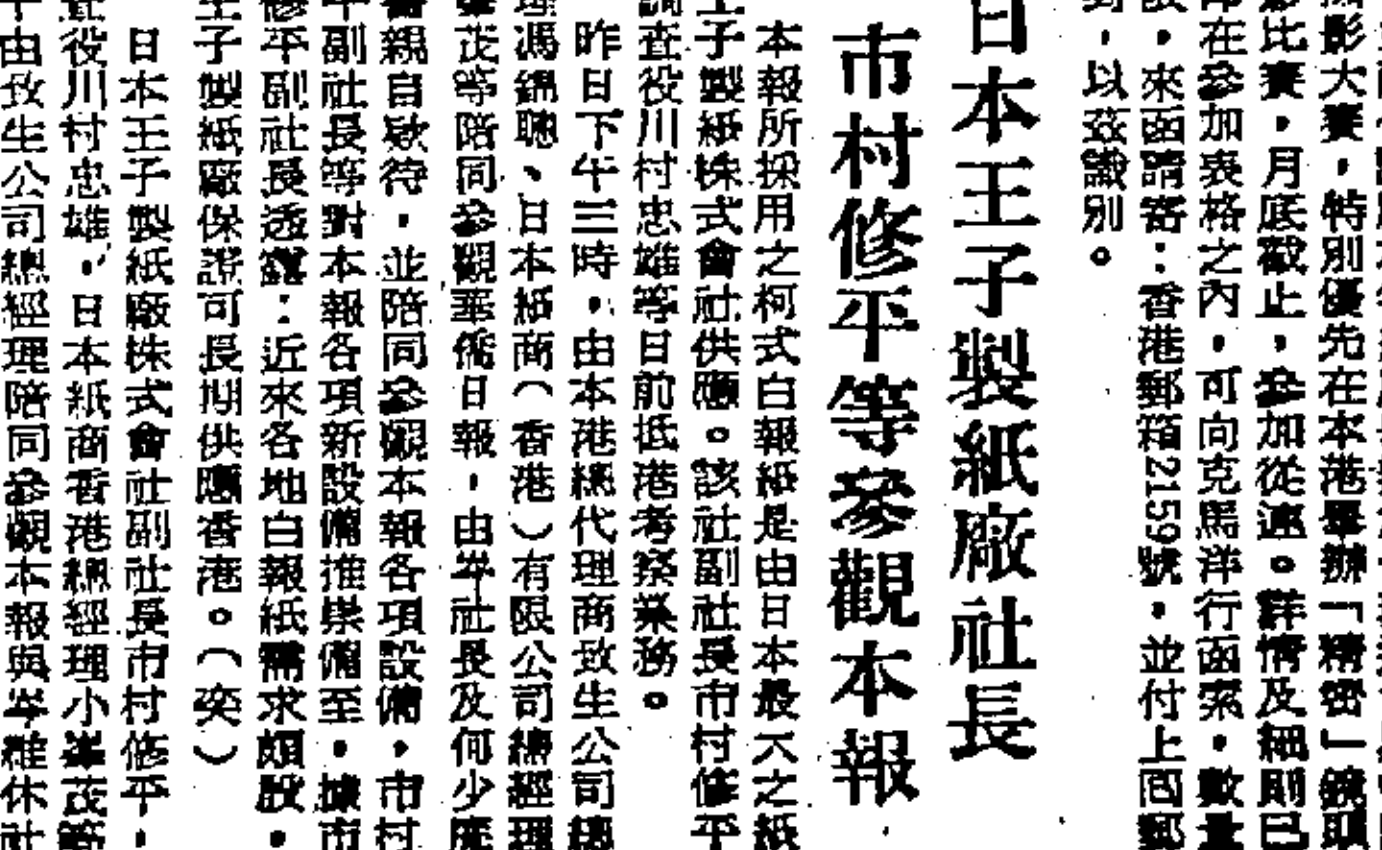 影大賽，特別優先在本港舉辦「精密」鏡頭
比賽，月底截止，參加從速。詳情及細則已
在參加表格之內，可向克馬洋行函索，數量
，來函請寄：香港郵箱2159號，並付上回郵
，以茲識別。
日本王子製紙廠社長
市村修平等參觀本報
本報所採用之柯式白報紙是由日本最大之紙
王子製紙株式會社供應。該社副社長市村修平
調查役川村忠雄等日前抵港考察業務。
昨日下午三時，由本港總代理商致生公司總
理馮錦聰、日本紙商（香港）有限公司總經理
峯茂等陪同參觀華僑日報，由岑社長及何少庵
親自欵待，並陪同參觀本報各項設備，市村
平副社長等對本報各項新設備推崇備至，據市
修平副社長透露：近來各地白報紙需求頗殷，
王子製紙廠保證可長期供應香港。（奕）
日本王子製紙廠株式會社副社長市村修平，
查役川村忠雄，日本紙商香港總經理小峯茂等
由致生公司總經理陪同參觀本報與岑維休社